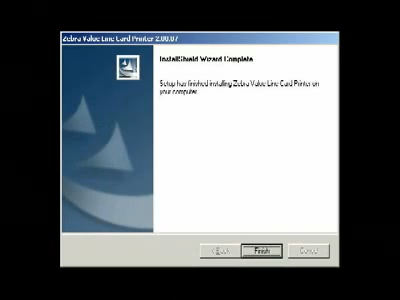 Zebra Value Line Card Printer 2.00.07
InstallShield Wizard Complete
Setup has finished installing Zebra Value Line Card Printer on
your computer.
< Back
Finish
Cancel